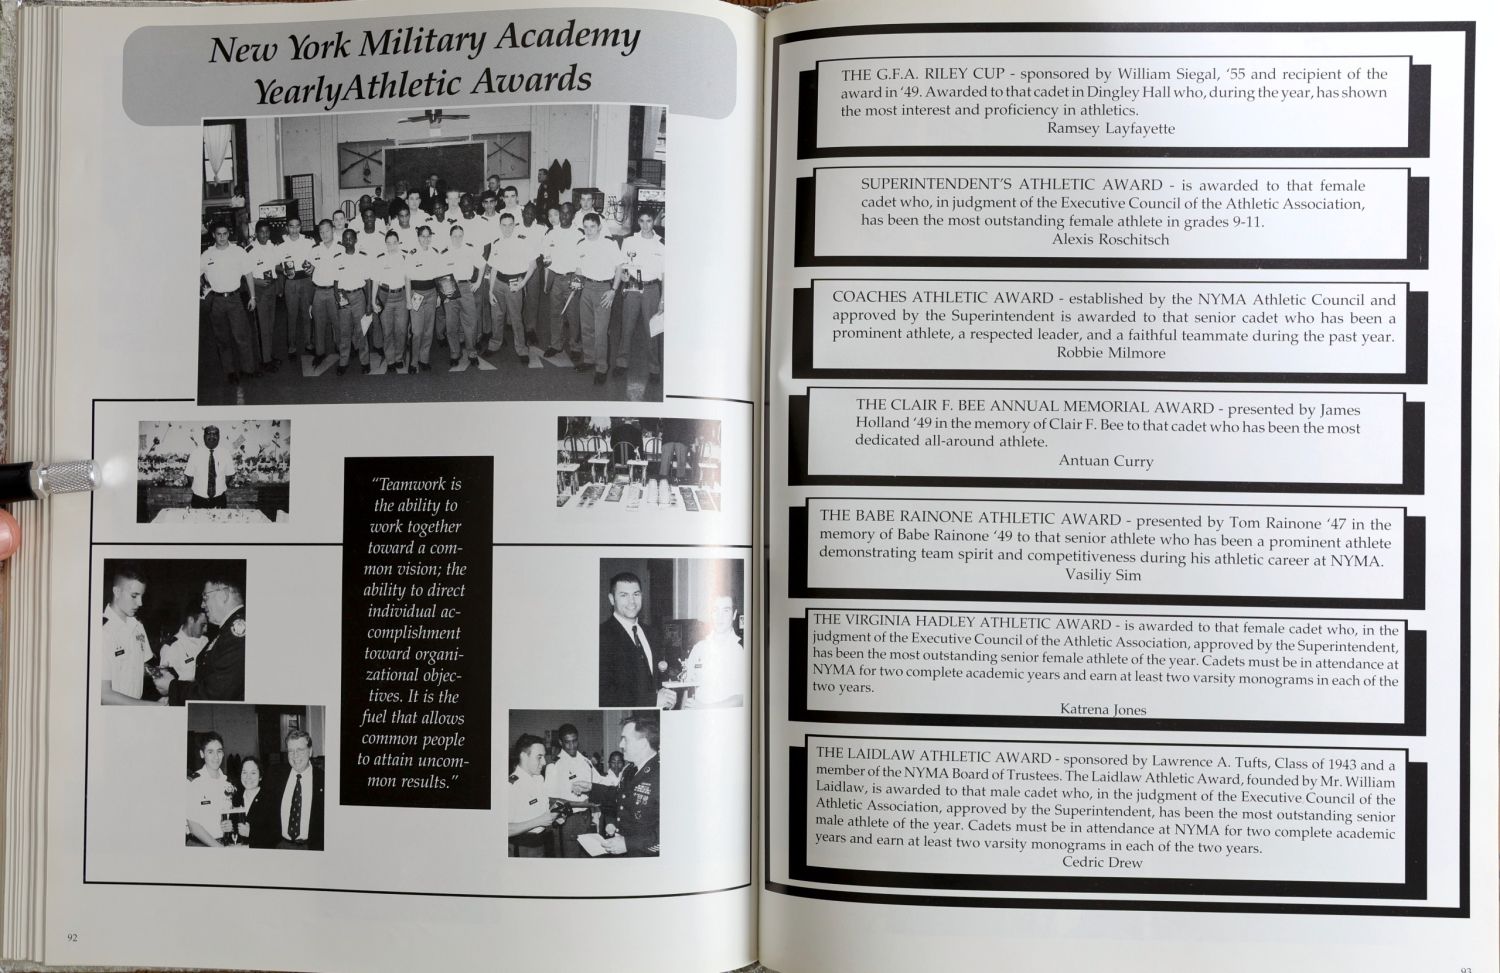 New York Military Academy
YearlyAthletic Awards
"Teamwork is
the ability to
work together
toward a com-
mon vision; the
ability to direct
individual ac-
complishment
toward organi-
zational objec-
tives. It is the
fuel that allows
common people
to attain uncom-
mon results."
92
THE G.F.A. RILEY CUP - sponsored by William Siegal, '55 and recipient of the
award in '49. Awarded to that cadet in Dingley Hall who, during the year, has shown
the most interest and proficiency in athletics.
Ramsey Layfayette
SUPERINTENDENT'S ATHLETIC AWARD - is awarded to that female
cadet who, in judgment of the Executive Council of the Athletic Association,
has been the most outstanding female athlete in grades 9-11.
Alexis Roschitsch
COACHES ATHLETIC AWARD - established by the NYMA Athletic Council and
approved by the Superintendent is awarded to that senior cadet who has been a
prominent athlete, a respected leader, and a faithful teammate during the past year.
Robbie Milmore
THE CLAIR F. BEE ANNUAL MEMORIAL AWARD - presented by James
Holland '49 in the memory of Clair F. Bee to that cadet who has been the most
dedicated all-around athlete.
Antuan Curry
THE BABE RAINONE ATHLETIC AWARD - presented by Tom Rainone '47 in the
memory of Babe Rainone '49 to that senior athlete who has been a prominent athlete
demonstrating team spirit and competitiveness during his athletic career at NYMA.
Vasiliy Sim
THE VIRGINIA HADLEY ATHLETIC AWARD - is awarded to that female cadet who, in the
judgment of the Executive Council of the Athletic Association, approved by the Superintendent,
has been the most outstanding senior female athlete of the year. Cadets must be in attendance at
NYMA for two complete academic years and earn at least two varsity monograms in each of the
two years.
Katrena Jones
THE LAIDLAW ATHLETIC AWARD - sponsored by Lawrence A. Tufts, Class of 1943 and a
member of the NYMA Board of Trustees. The Laidlaw Athletic Award, founded by Mr. William
Laidlaw, is awarded to that male cadet who, in the judgment of the Executive Council of the
Athletic Association, approved by the Superintendent, has been the most outstanding senior
male athlete of the year. Cadets must be in attendance at NYMA for two complete academic
years and earn at least two varsity monograms in each of the two years.
Cedric Drew
93